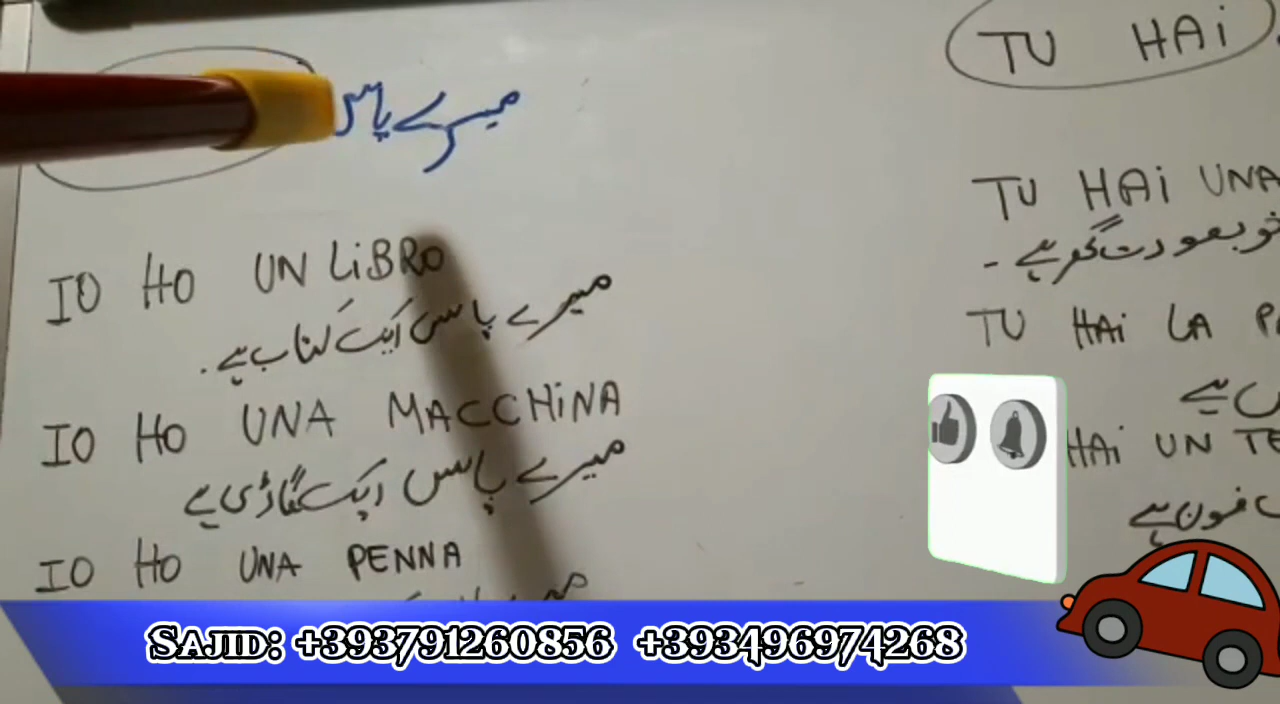 میرے پاس
IO HO UN LiBRO
میرے پاس ایک کتاب ہے.
IO HO UNA MACCHiNA
میرے پاس ایک گاڑی ہے
IO HO UNA PENNA
TU HAi
TU HAi UNA
گھر ہے ۔
TU HAi LA
ہے
HAi UN
فون ہے
SAJID: +393791260856 +393496974268